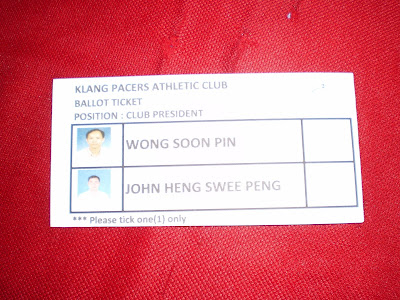 KLANG PACERS ATHLETIC CLUB
BALLOT TICKET
POSITION : CLUB PRESIDENT
WONG SOON PIN
JOHN HENG SWEE PENG
*** Please tick one(1) only